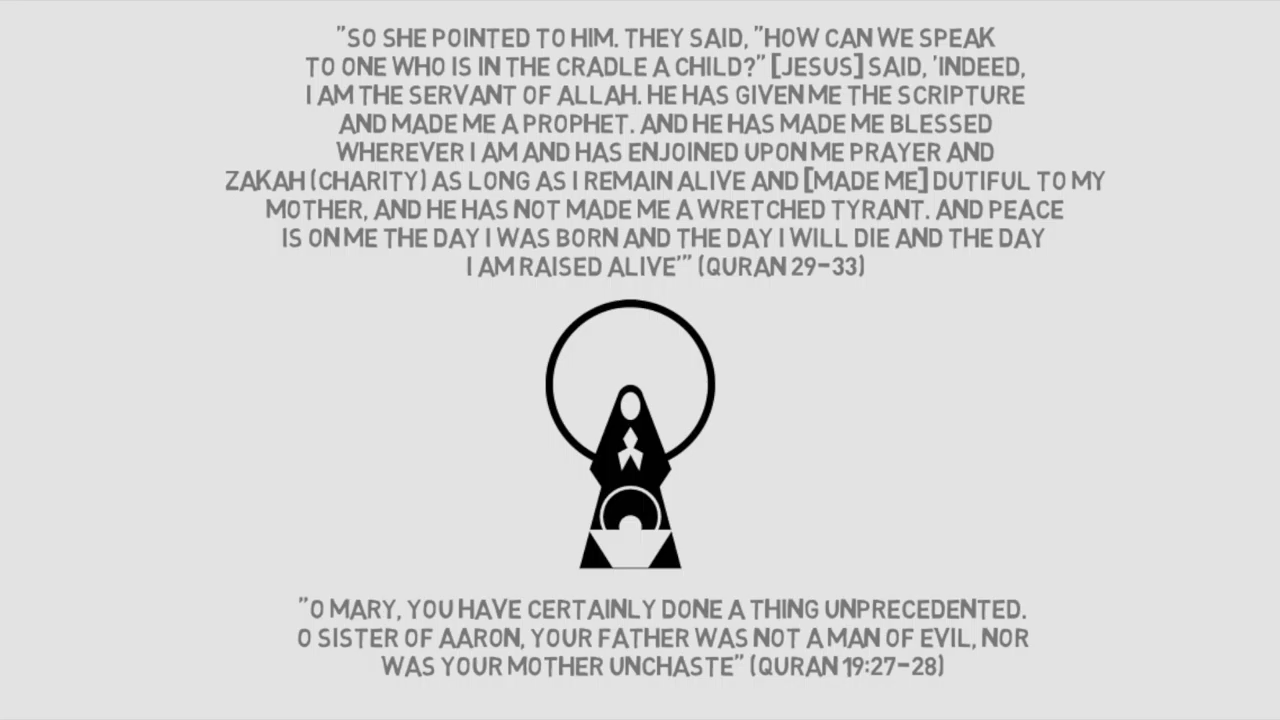 "SO SHE POINTED TO HIM. THEY SAID, "HOW CAN WE SPEAK
TO ONE WHO IS IN THE CRADLE A CHILD?" [JESUS] SAID, 'INDEED,
I AM THE SERVANT OF ALLAH. HE HAS GIVEN ME THE SCRIPTURE
AND MADE ME A PROPHET. AND HE HAS MADE ME BLESSED
WHEREVER I AM AND HAS ENJOINED UPON ME PRAYER AND
ZAKAH (CHARITY) AS LONG AS I REMAIN ALIVE AND [MADE ME] DUTIFUL TO MY
MOTHER, AND HE HAS NOT MADE ME A WRETCHED TYRANT. AND PEACE
IS ON ME THE DAY I WAS BORN AND THE DAY I WILL DIE AND THE DAY
I AM RAISED ALIVE'" (QURAN 29-33)
"O MARY, YOU HAVE CERTAINLY DONE A THING UNPRECEDENTED.
O SISTER OF AARON, YOUR FATHER WAS NOT A MAN OF EVIL, NOR
WAS YOUR MOTHER UNCHASTE" (QURAN 19:27-28)